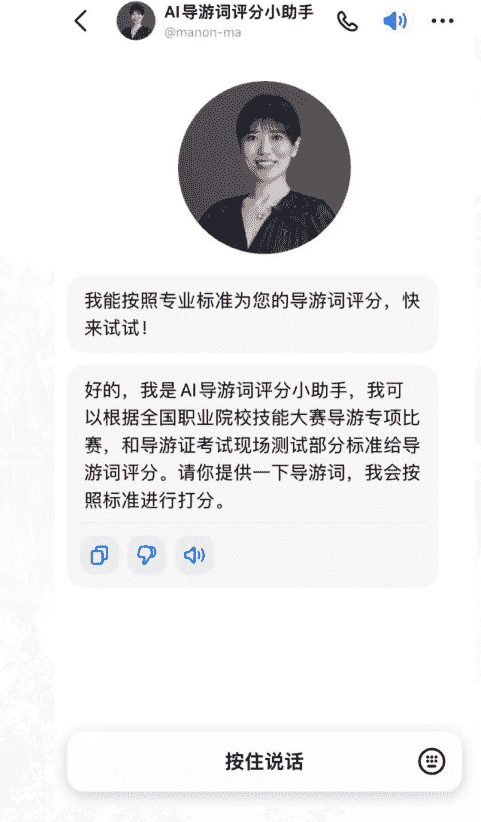 AI导游词评分小助手
@manon-ma
我能按照专业标准为您的导游词评分，快
来试试！
好的，我是AI导游词评分小助手，我可
以根据全国职业院校技能大赛导游专项比
赛，和导游证考试现场测试部分标准给导
游词评分。请你提供一下导游词，我会按
照标准进行打分。
按住说话